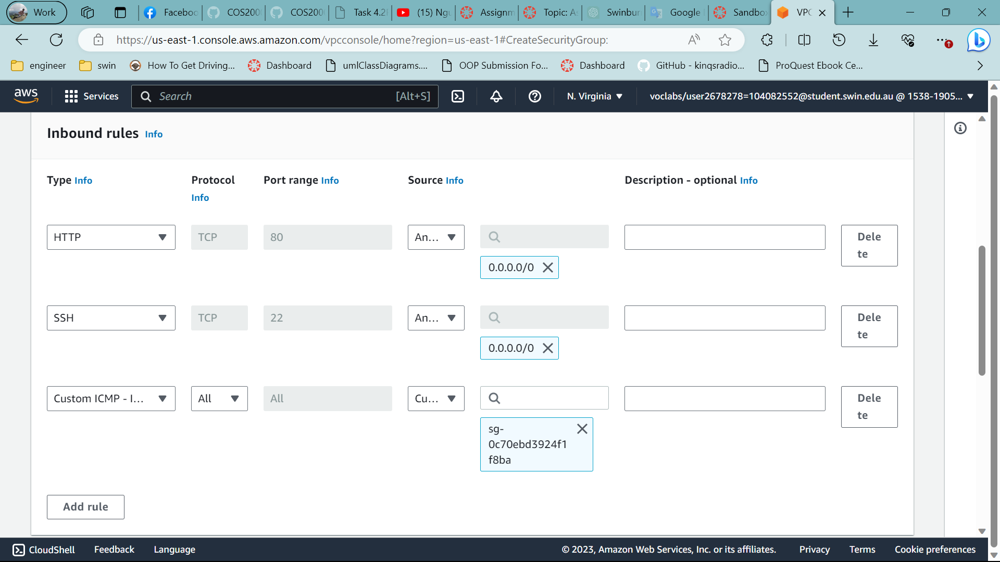 Work
Faceboo
COS200
COS200
Task 4.2
(15) Ngu
Assignm
Topic: A
Swinbur
Google
Sandbo
VPC
https://us-east-1.console.aws.amazon.com/vpcconsole/home?region=us-east-1#CreateSecurityGroup:
engineer
swin
How To Get Driving...
Dashboard
umlClassDiagrams....
OOP Submission Fo...
Dashboard
GitHub - kinqsradio...
ProQuest Ebook Ce...
aws
Services
Search
[Alt+S]
N. Virginia
voclabs/user2678278=104082552@student.swin.edu.au @ 1538-1905...
Inbound rules Info
Type Info
Protocol
Info
Port range Info
Source Info
Description - optional Info
HTTP
TCP
80
An...
0.0.0.0/0
Dele
te
SSH
TCP
22
An...
0.0.0.0/0
Dele
te
Custom ICMP - I...
All
All
Cu...
sg-
0c70ebd3924f1
f8ba
Dele
te
Add rule
CloudShell
Feedback
Language
© 2023, Amazon Web Services, Inc. or its affiliates.
Privacy
Terms
Cookie preferences